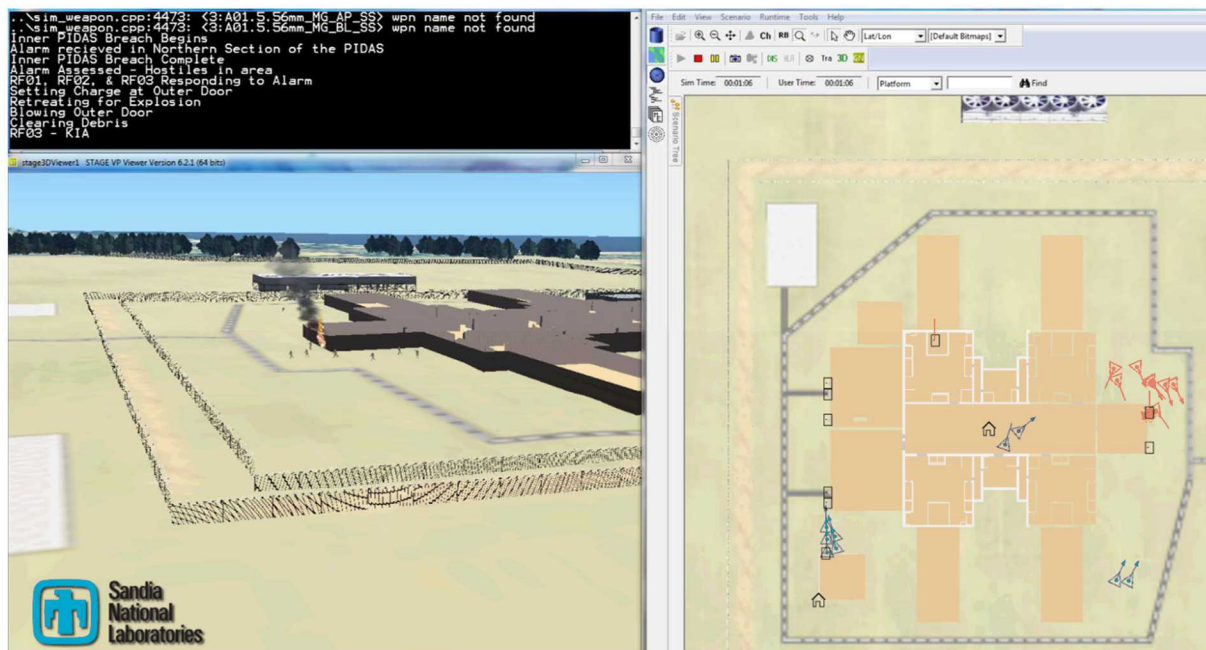 ..\sim_weapon.cpp:4473: <3:A01.5.56mm_MG_AP_SS> wpn name not found
..\sim_weapon.cpp:4473: <3:A01.5.56mm_MG_BL_SS> wpn name not found
Inner PIDAS Breach Begins
Alarm recieved in Northern Section of the PIDAS
Inner PIDAS Breach Complete
Alarm Assessed - Hostiles in area
RF01, RF02, & RF03 Responding to Alarm
Setting Charge at Outer Door
Retreating for Explosion
Blowing Outer Door
Clearing Debris
RF03 - KIA
stage3DViewer1 STAGE VP Viewer Version 6.2.1 (64 bits)
Sandia
National
Laboratories
File Edit View Scenario Runtime Tools Help
Ch RB Lat/Lon [Default Bitmaps]
DIS Tra 3D
Sim Time: 00:01:06 User Time: 00:01:06 Platform Find
Scenario Tree